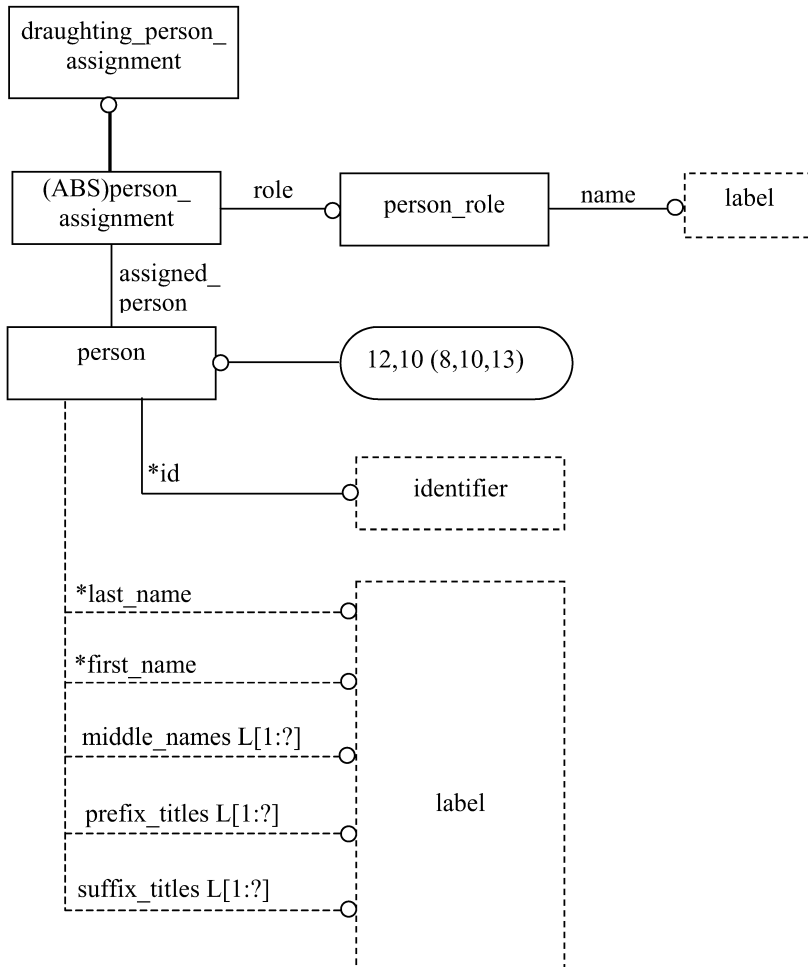 draughting_person_
assignment
(ABS)person_
assignment
role
person_role
name
label
assigned_
person
person
12,10 (8,10,13)
*id
identifier
*last_name
*first_name
middle_names L[1:?]
prefix_titles L[1:?]
label
suffix_titles L[1:?]